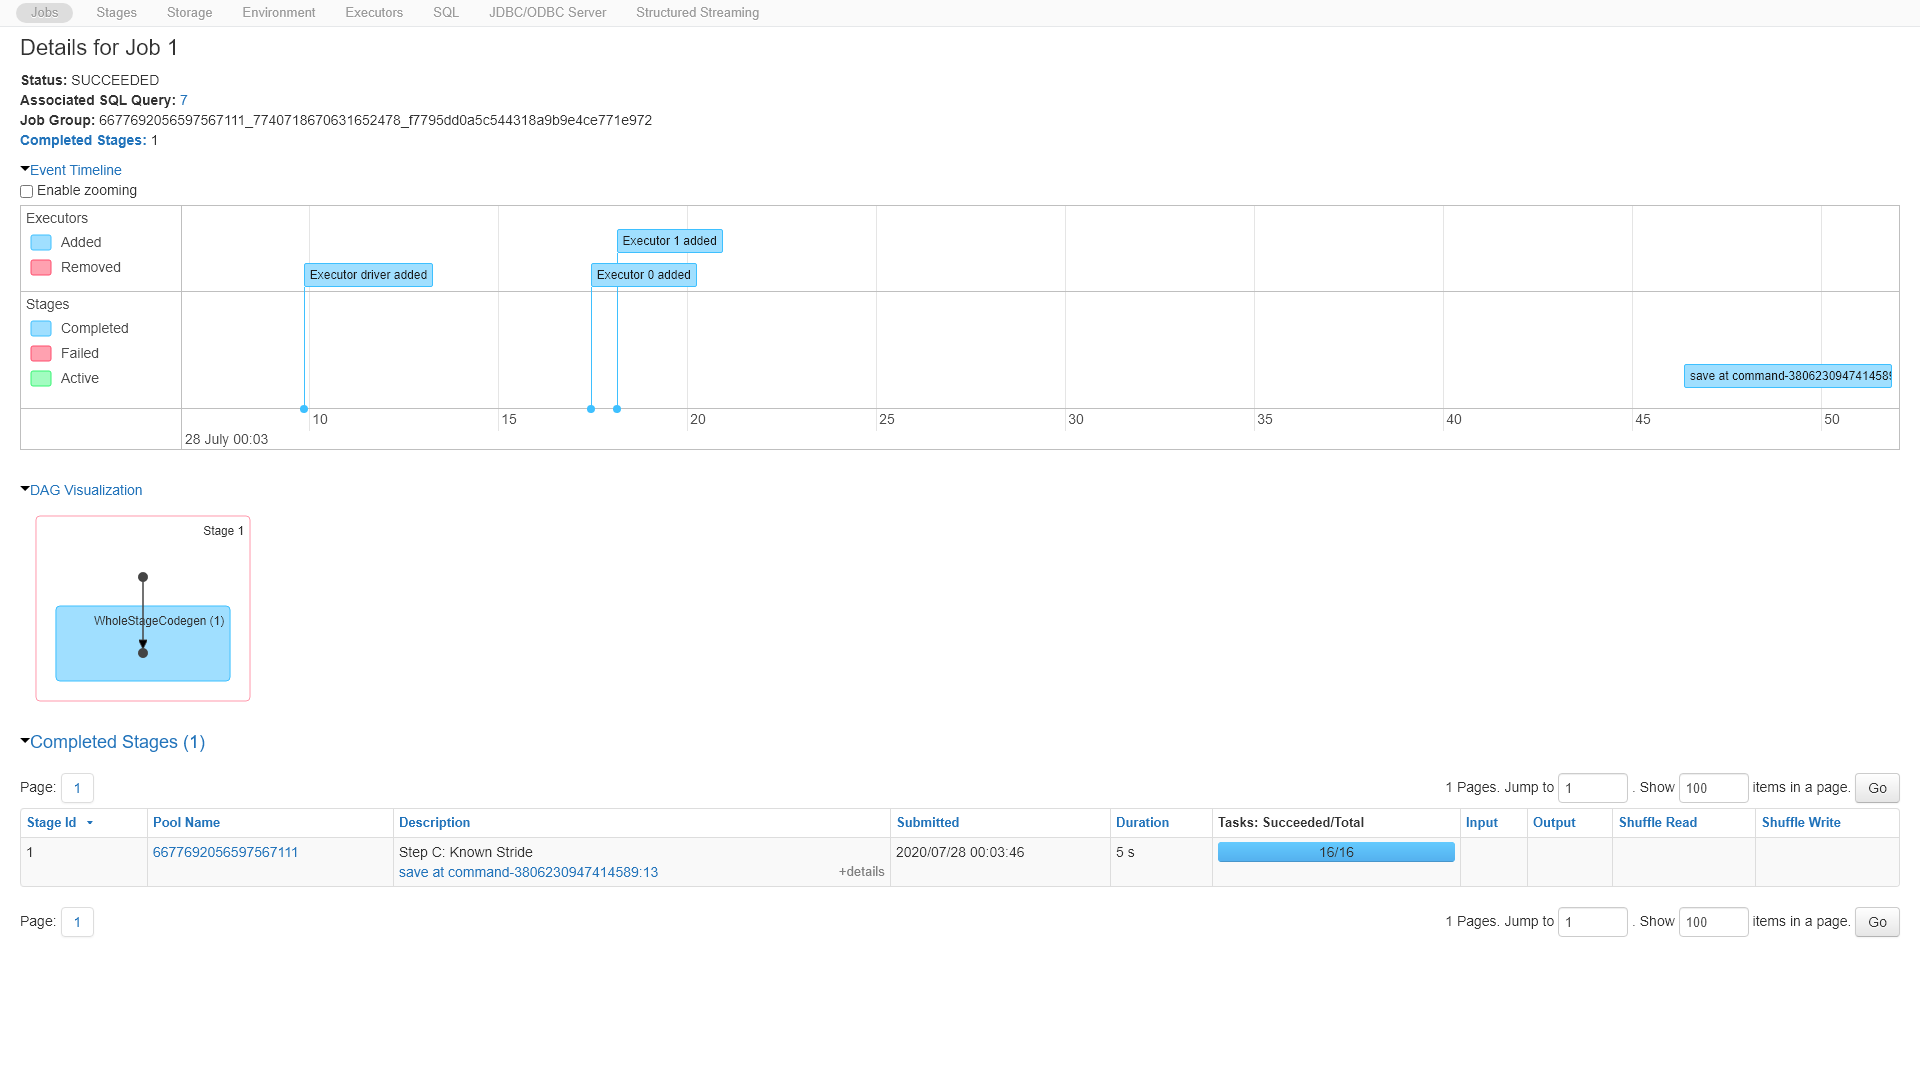 Jobs Stages Storage Environment Executors SQL JDBC/ODBC Server Structured Streaming
Details for Job 1
Status: SUCCEEDED
Associated SQL Query: 7
Job Group: 6677692056597567111_7740718670631652478_f7795dd0a5c544318a9b9e4ce771e972
Completed Stages: 1
Event Timeline
Enable zooming
Executors
Added
Removed
Executor 1 added
Executor driver added
Executor 0 added
Stages
Completed
Failed
Active
save at command-3806230947414589
10 15 20 25 30 35 40 45 50
28 July 00:03
DAG Visualization
Stage 1
WholeStageCodegen (1)
Completed Stages (1)
Page: 1
1 Pages. Jump to 1 . Show 100 items in a page. Go
Stage Id Pool Name Description Submitted Duration Tasks: Succeeded/Total Input Output Shuffle Read Shuffle Write
1 6677692056597567111 Step C: Known Stride 2020/07/28 00:03:46 5 s 16/16
save at command-3806230947414589:13 +details
Page: 1
1 Pages. Jump to 1 . Show 100 items in a page. Go